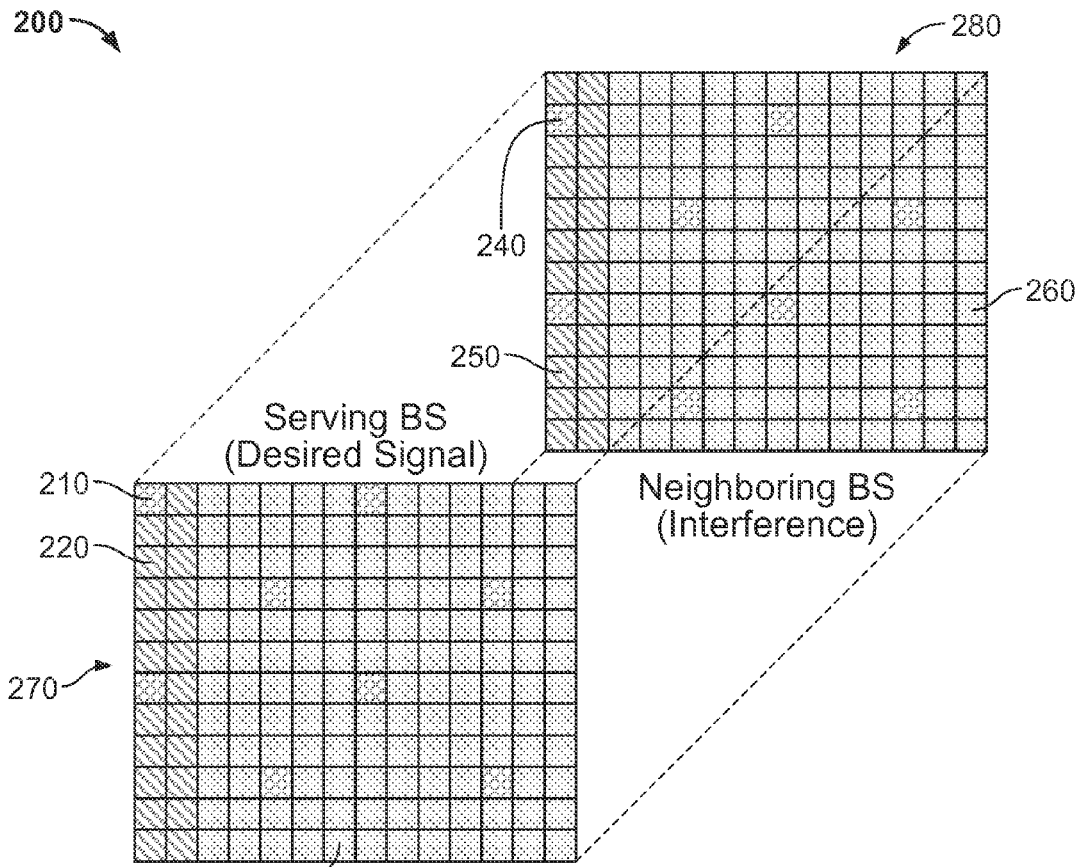 200
280
240
260
250
Serving BS
(Desired Signal)
210
Neighboring BS
(Interference)
220
270